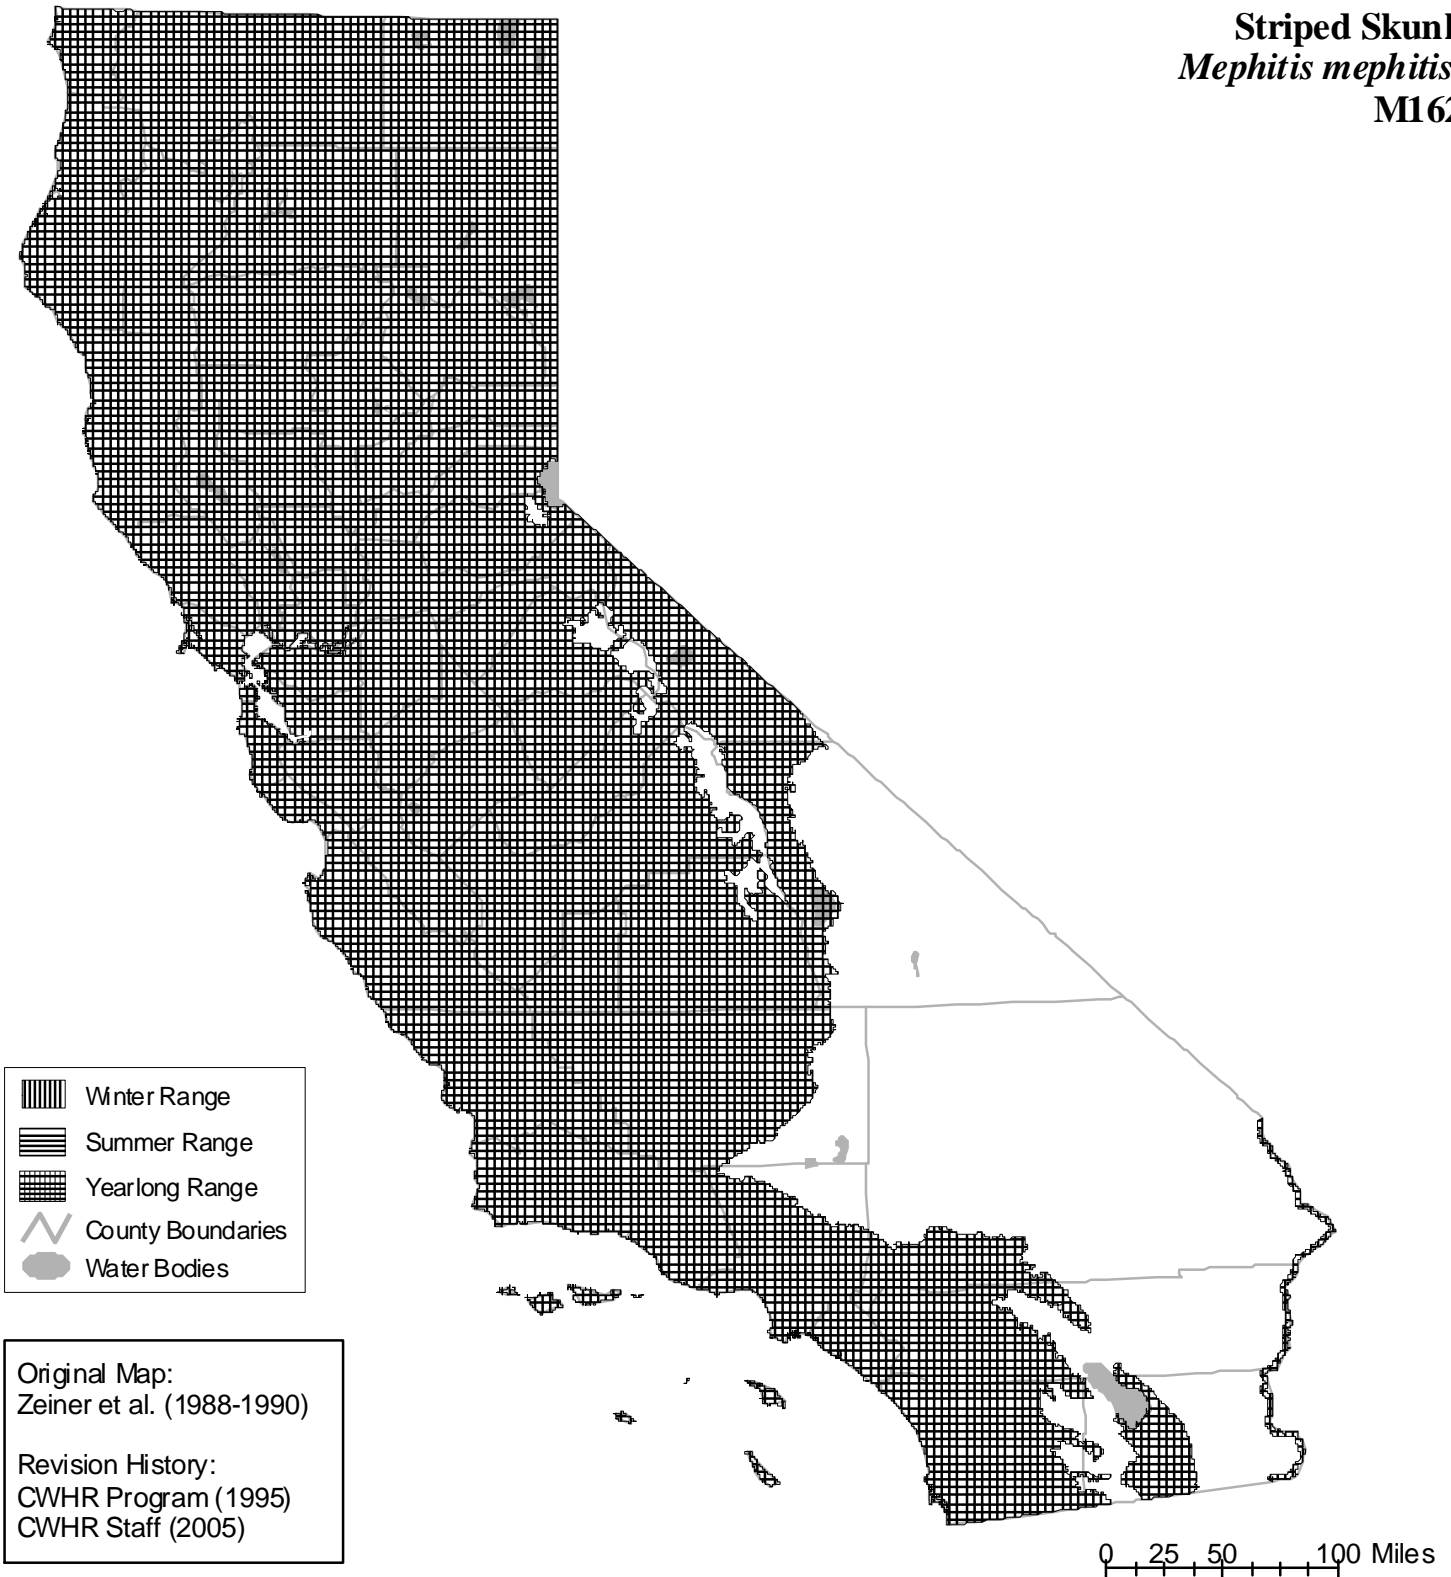 Striped Skunk
Mephitis mephitis
M162
Winter Range
Summer Range
Yearlong Range
County Boundaries
Water Bodies
Original Map:
Zeiner et al. (1988-1990)
Revision History:
CWHR Program (1995)
CWHR Staff (2005)
0 25 50 100 Miles